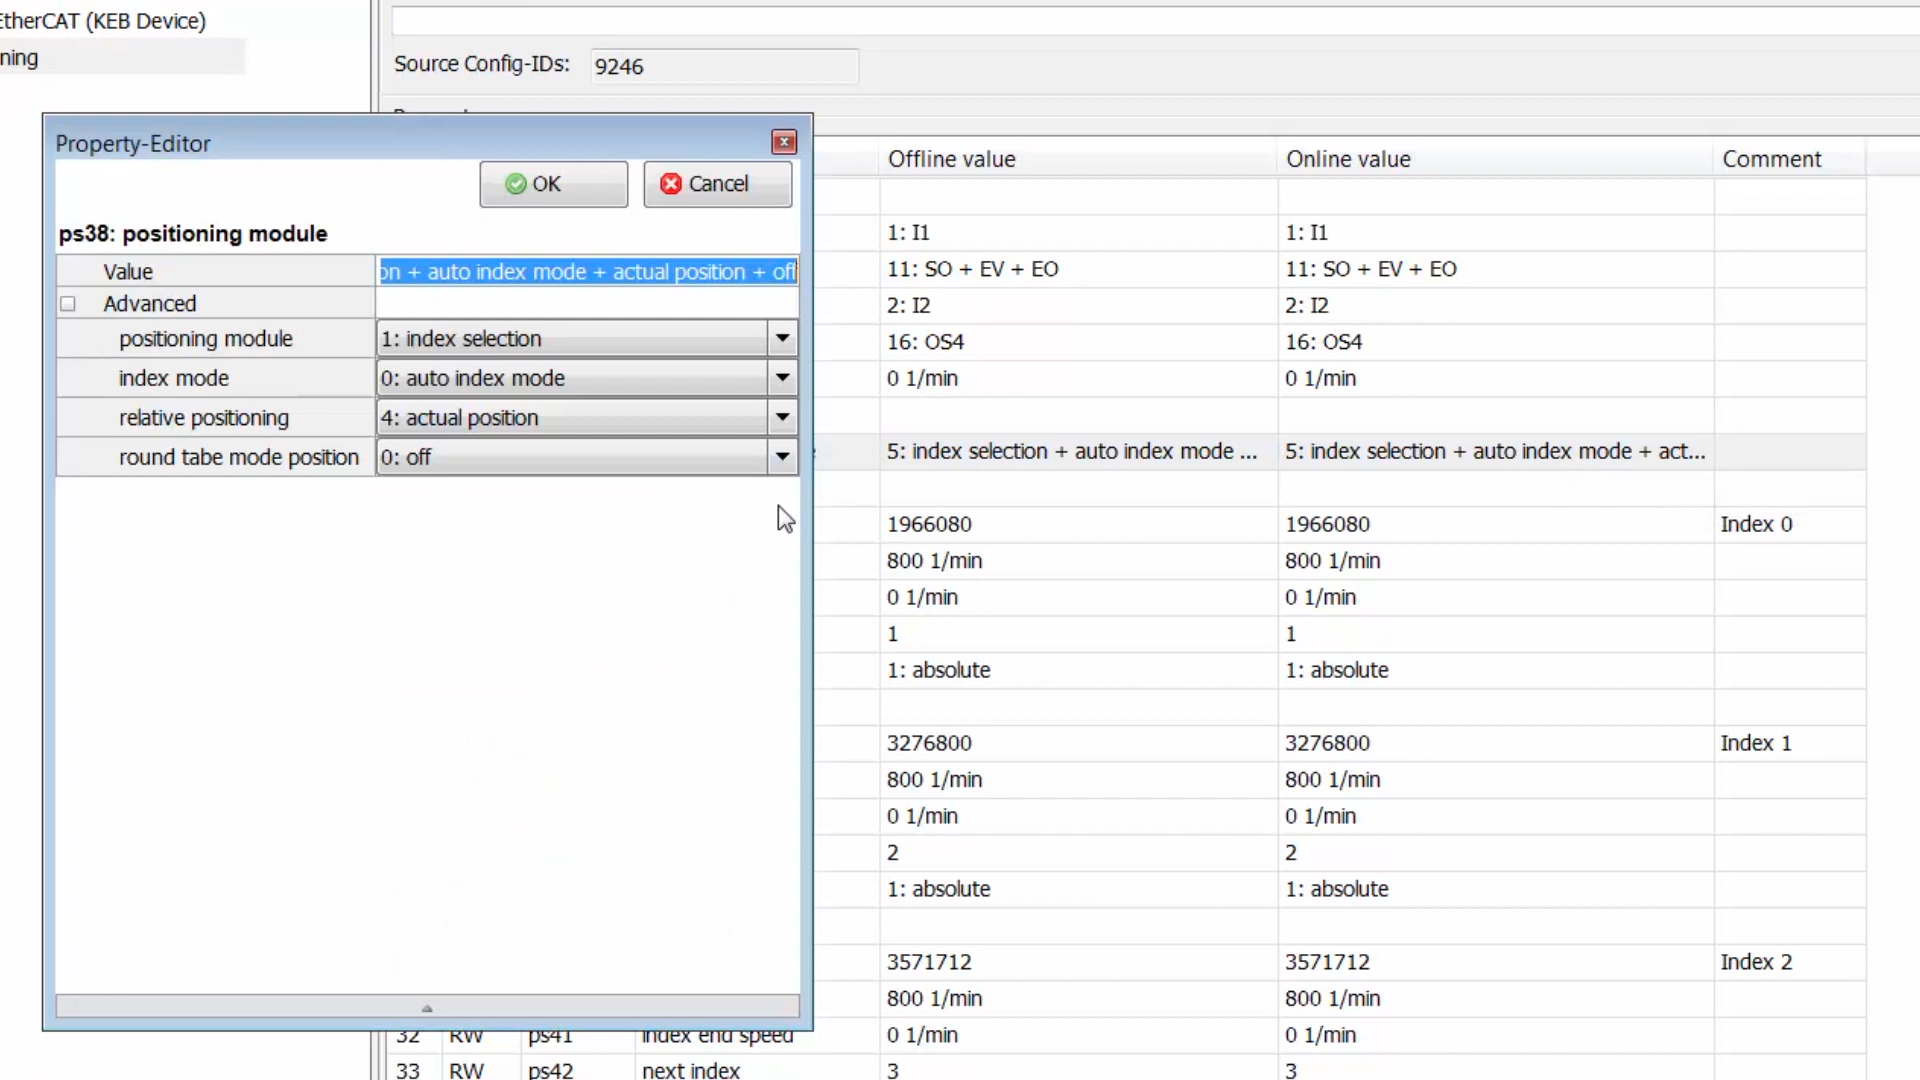 EtherCAT (KEB Device)
ning
Source Config-IDs: 9246
Property-Editor
OK Cancel
ps38: positioning module
Value on + auto index mode + actual position + off
Advanced
positioning module 1: index selection
index mode 0: auto index mode
relative positioning 4: actual position
round tabe mode position 0: off
Offline value Online value Comment
1: I1 1: I1
11: SO + EV + EO 11: SO + EV + EO
2: I2 2: I2
16: OS4 16: OS4
0 1/min 0 1/min
5: index selection + auto index mode ... 5: index selection + auto index mode + act...
1966080 1966080 Index 0
800 1/min 800 1/min
0 1/min 0 1/min
1 1
1: absolute 1: absolute
3276800 3276800 Index 1
800 1/min 800 1/min
0 1/min 0 1/min
2 2
1: absolute 1: absolute
3571712 3571712 Index 2
800 1/min 800 1/min
32 RW ps41 index end speed 0 1/min 0 1/min
33 RW ps42 next index 3 3